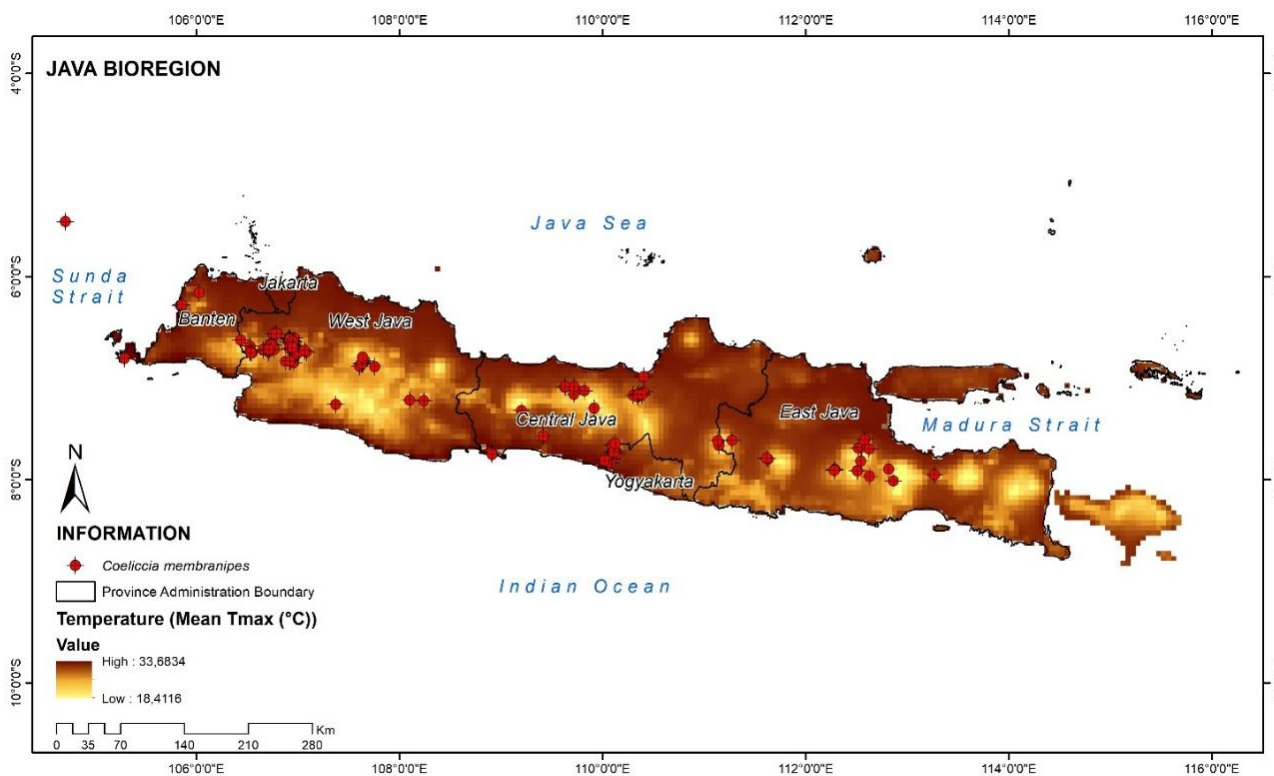 106°0'0"E 108°0'0"E 110°0'0"E 112°0'0"E 114°0'0"E 116°0'0"E
JAVA BIOREGION
4°0'0"S
Java Sea
Sunda
Strait
6°0'0"S
Jakarta
Banten
West Java
Central Java
East Java
Madura Strait
Yogyakarta
8°0'0"S
N
INFORMATION
Coeliccia membranipes
Province Administration Boundary
Indian Ocean
Temperature (Mean Tmax (°C))
Value
High : 33,6834
Low : 18,4116
10°0'0"S
Km
0 35 70 140 210 280
106°0'0"E 108°0'0"E 110°0'0"E 112°0'0"E 114°0'0"E 116°0'0"E